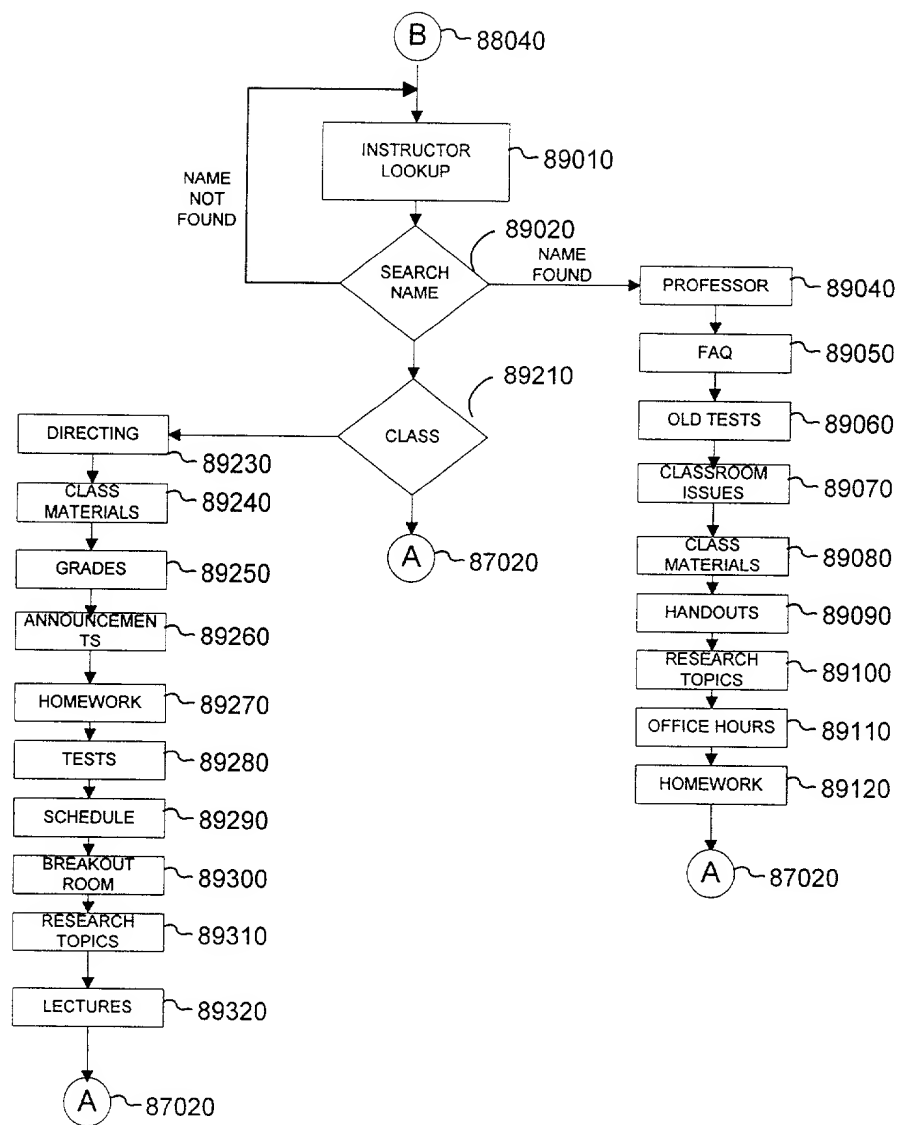 B
88040
INSTRUCTOR
LOOKUP
89010
NAME
NOT
FOUND
89020
SEARCH
NAME
NAME
FOUND
PROFESSOR
89040
FAQ
89050
OLD TESTS
89060
CLASSROOM
ISSUES
89070
CLASS
MATERIALS
89080
HANDOUTS
89090
RESEARCH
TOPICS
89100
OFFICE HOURS
89110
HOMEWORK
89120
A
87020
89210
CLASS
A
87020
DIRECTING
89230
CLASS
MATERIALS
89240
GRADES
89250
ANNOUNCEMEN
TS
89260
HOMEWORK
89270
TESTS
89280
SCHEDULE
89290
BREAKOUT
ROOM
89300
RESEARCH
TOPICS
89310
LECTURES
89320
A
87020